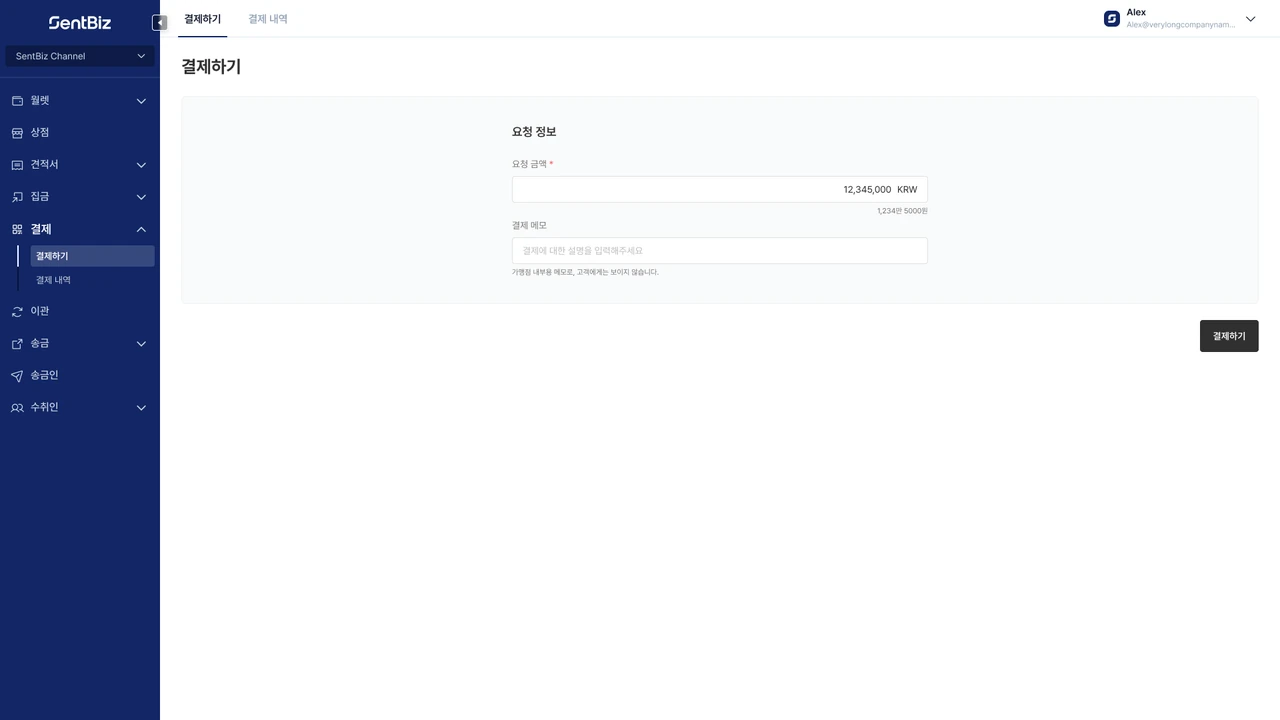 SentBiz
SentBiz Channel
월렛
상점
견적서
집금
결제
결제하기
결제 내역
이관
송금
송금인
수취인
결제하기 결제 내역
Alex
Alex@verylongcompanynam...
결제하기
요청 정보
요청 금액 *
12,345,000 KRW
1,234만 5000원
결제 메모
결제에 대한 설명을 입력해주세요
가맹점 내부용 메모로, 고객에게는 보이지 않습니다.
결제하기